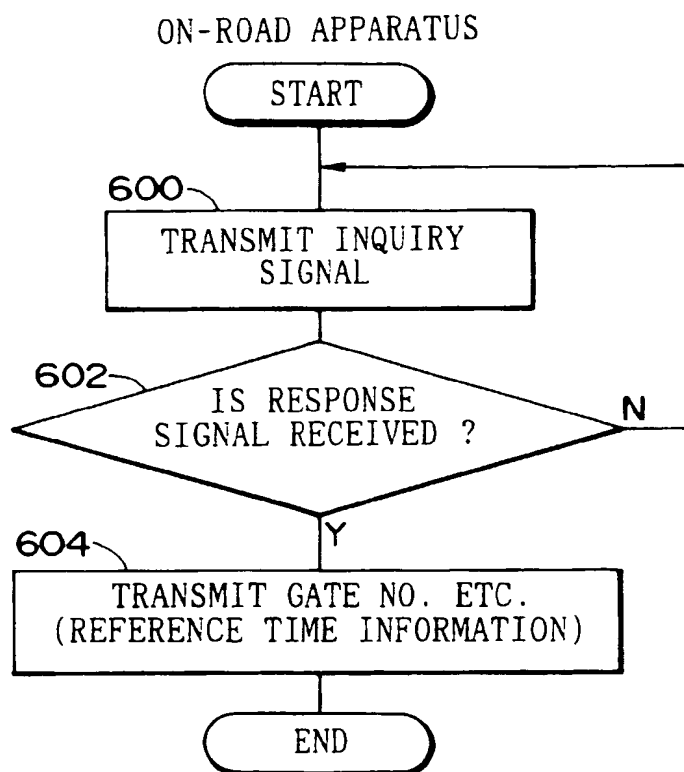 ON-ROAD APPARATUS
START
600
TRANSMIT INQUIRY
SIGNAL
602
IS RESPONSE
SIGNAL RECEIVED ?
N
Y
604
TRANSMIT GATE NO. ETC.
(REFERENCE TIME INFORMATION)
END